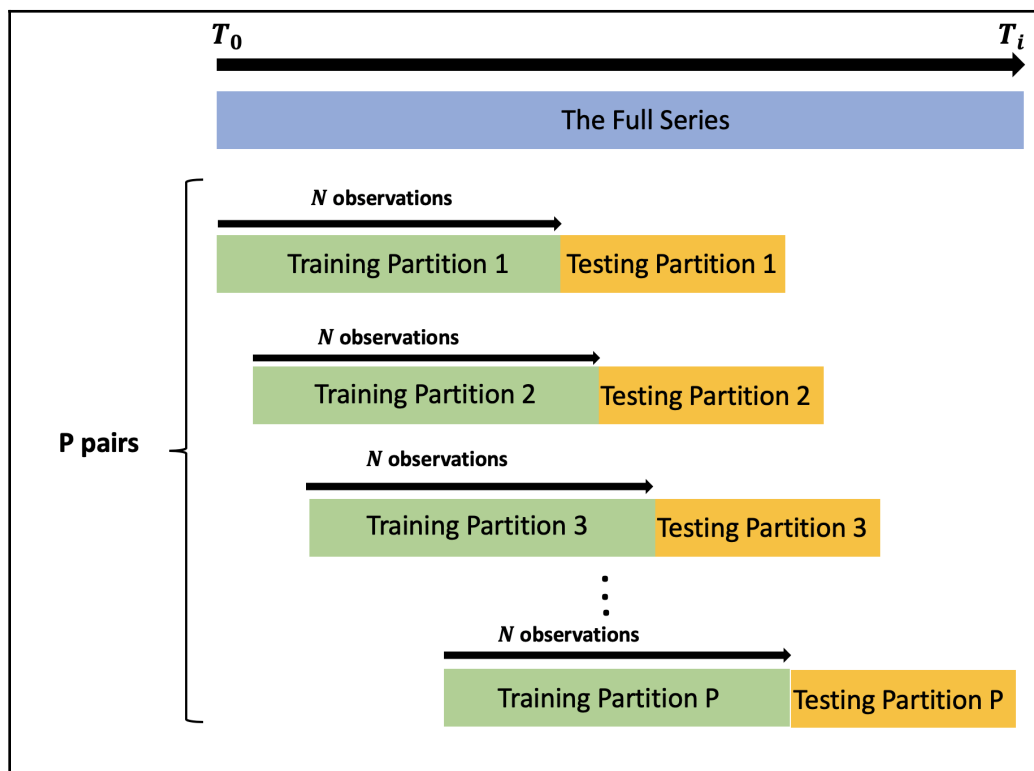 T₀ Tᵢ
The Full Series
N observations
Training Partition 1 Testing Partition 1
N observations
Training Partition 2 Testing Partition 2
P pairs
N observations
Training Partition 3 Testing Partition 3
N observations
Training Partition P Testing Partition P